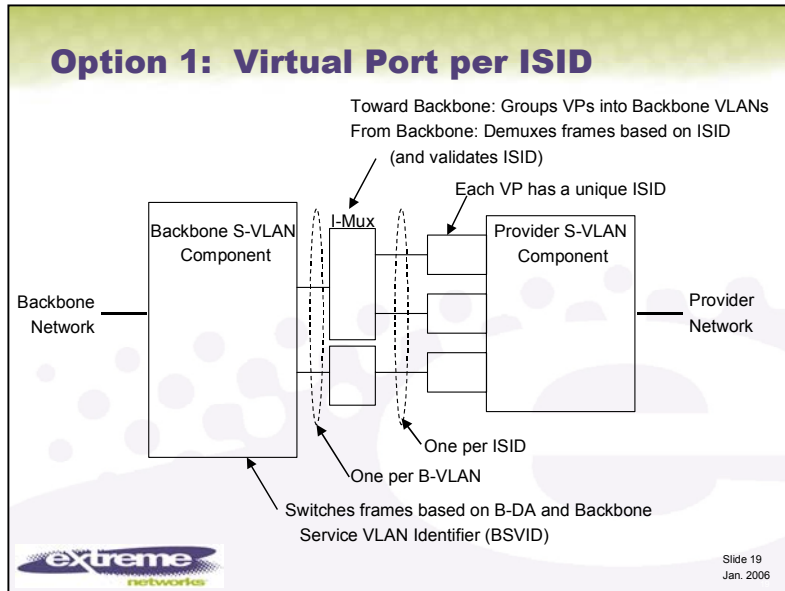 Option 1: Virtual Port per ISID
Toward Backbone: Groups VPs into Backbone VLANs
From Backbone: Demuxes frames based on ISID
(and validates ISID)
Each VP has a unique ISID
I-Mux
Backbone S-VLAN
Component
Provider S-VLAN
Component
Backbone
Network
Provider
Network
One per ISID
One per B-VLAN
Switches frames based on B-DA and Backbone
Service VLAN Identifier (BSVID)
extreme
networks
Slide 19
Jan. 2006